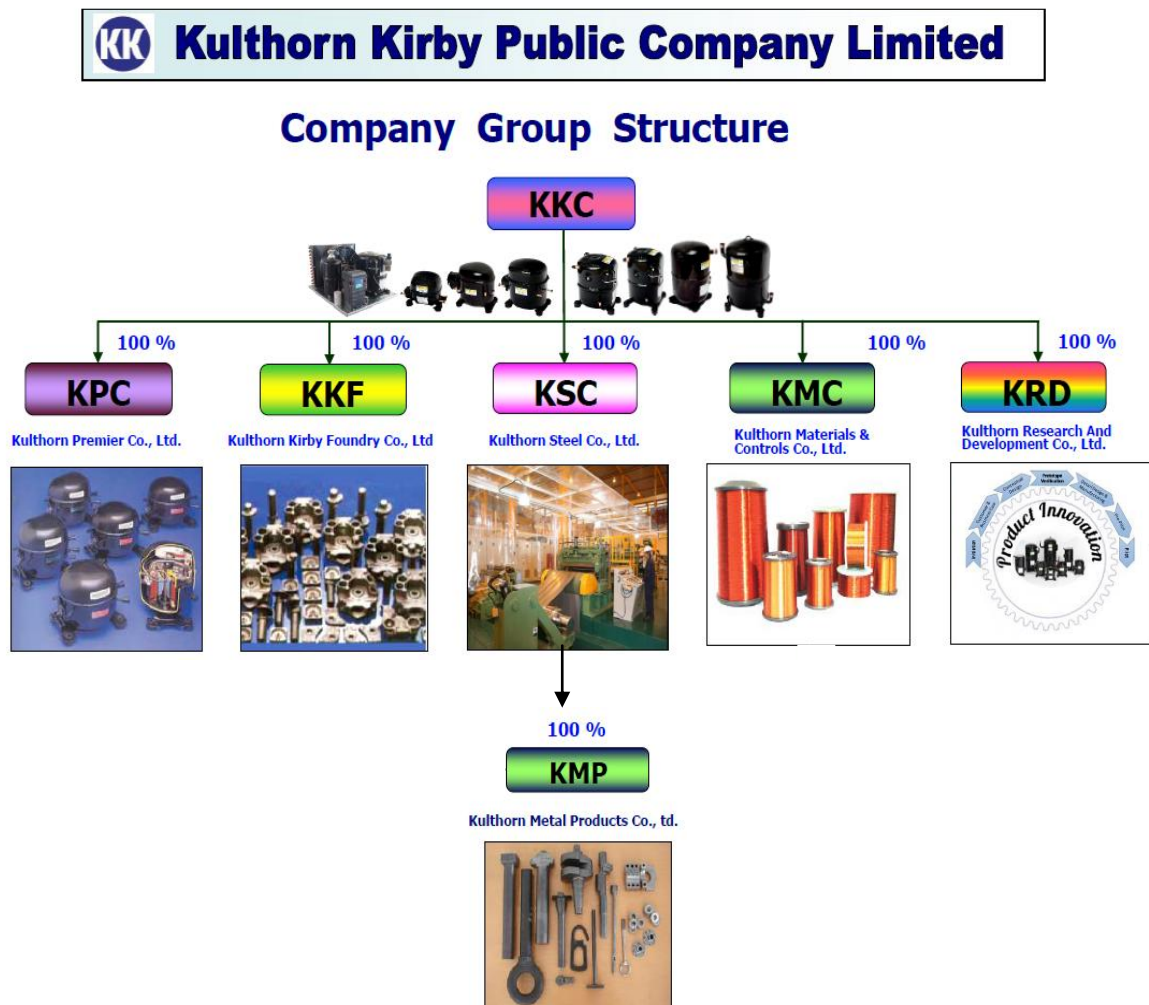 KK Kulthorn Kirby Public Company Limited
Company Group Structure
KKC
100 % 100 % 100 % 100 % 100 %
KPC KKF KSC KMC KRD
Kulthorn Premier Co., Ltd.
Kulthorn Kirby Foundry Co., Ltd
Kulthorn Steel Co., Ltd.
Kulthorn Materials &
Controls Co., Ltd.
Kulthorn Research And
Development Co., Ltd.
Prototype
Verification
Product Innovation
100 %
KMP
Kulthorn Metal Products Co., td.